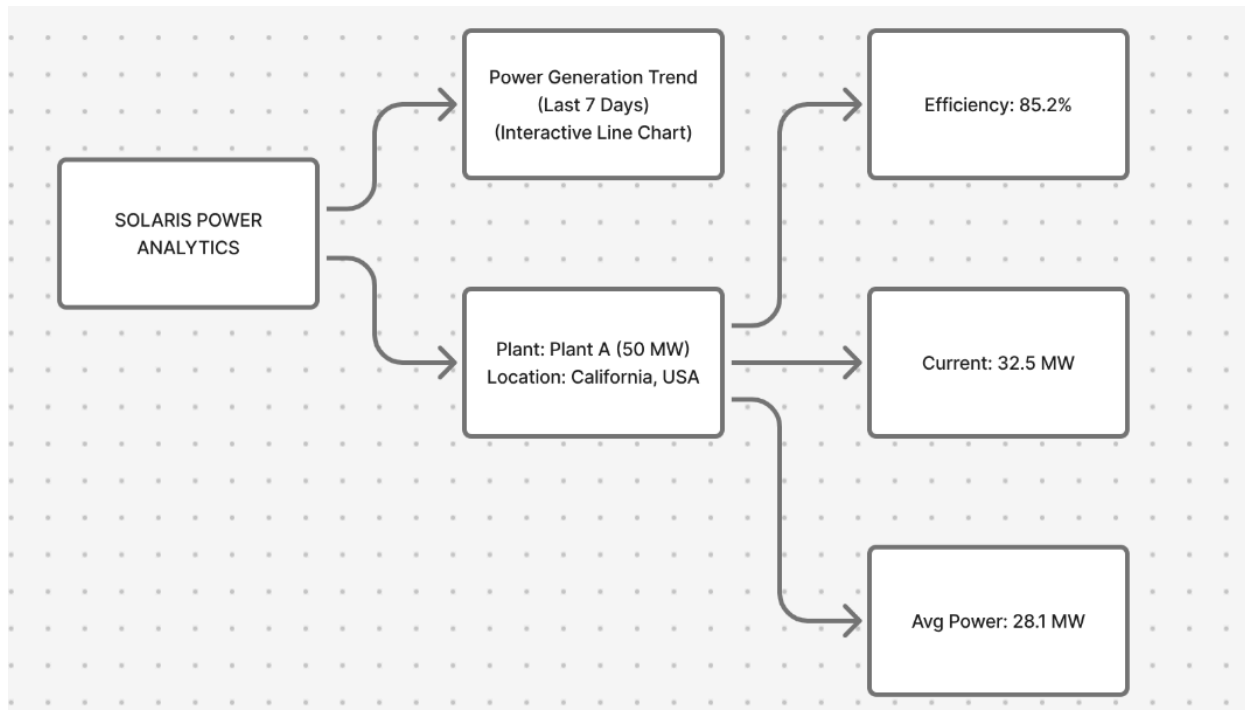 SOLARIS POWER
ANALYTICS
Power Generation Trend
(Last 7 Days)
(Interactive Line Chart)
Plant: Plant A (50 MW)
Location: California, USA
Efficiency: 85.2%
Current: 32.5 MW
Avg Power: 28.1 MW